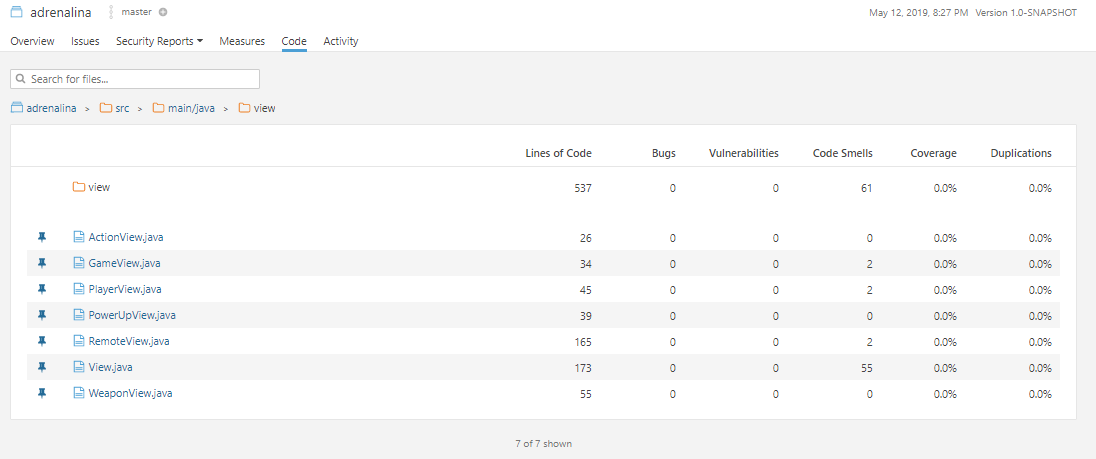 adrenalina master May 12, 2019, 8:27 PM Version 1.0-SNAPSHOT
Overview Issues Security Reports Measures Code Activity
Search for files...
adrenalina > src > main/java > view
Lines of Code Bugs Vulnerabilities Code Smells Coverage Duplications
view 537 0 0 61 0.0% 0.0%
ActionView.java 26 0 0 0 0.0% 0.0%
GameView.java 34 0 0 2 0.0% 0.0%
PlayerView.java 45 0 0 2 0.0% 0.0%
PowerUpView.java 39 0 0 0 0.0% 0.0%
RemoteView.java 165 0 0 2 0.0% 0.0%
View.java 173 0 0 55 0.0% 0.0%
WeaponView.java 55 0 0 0 0.0% 0.0%
7 of 7 shown